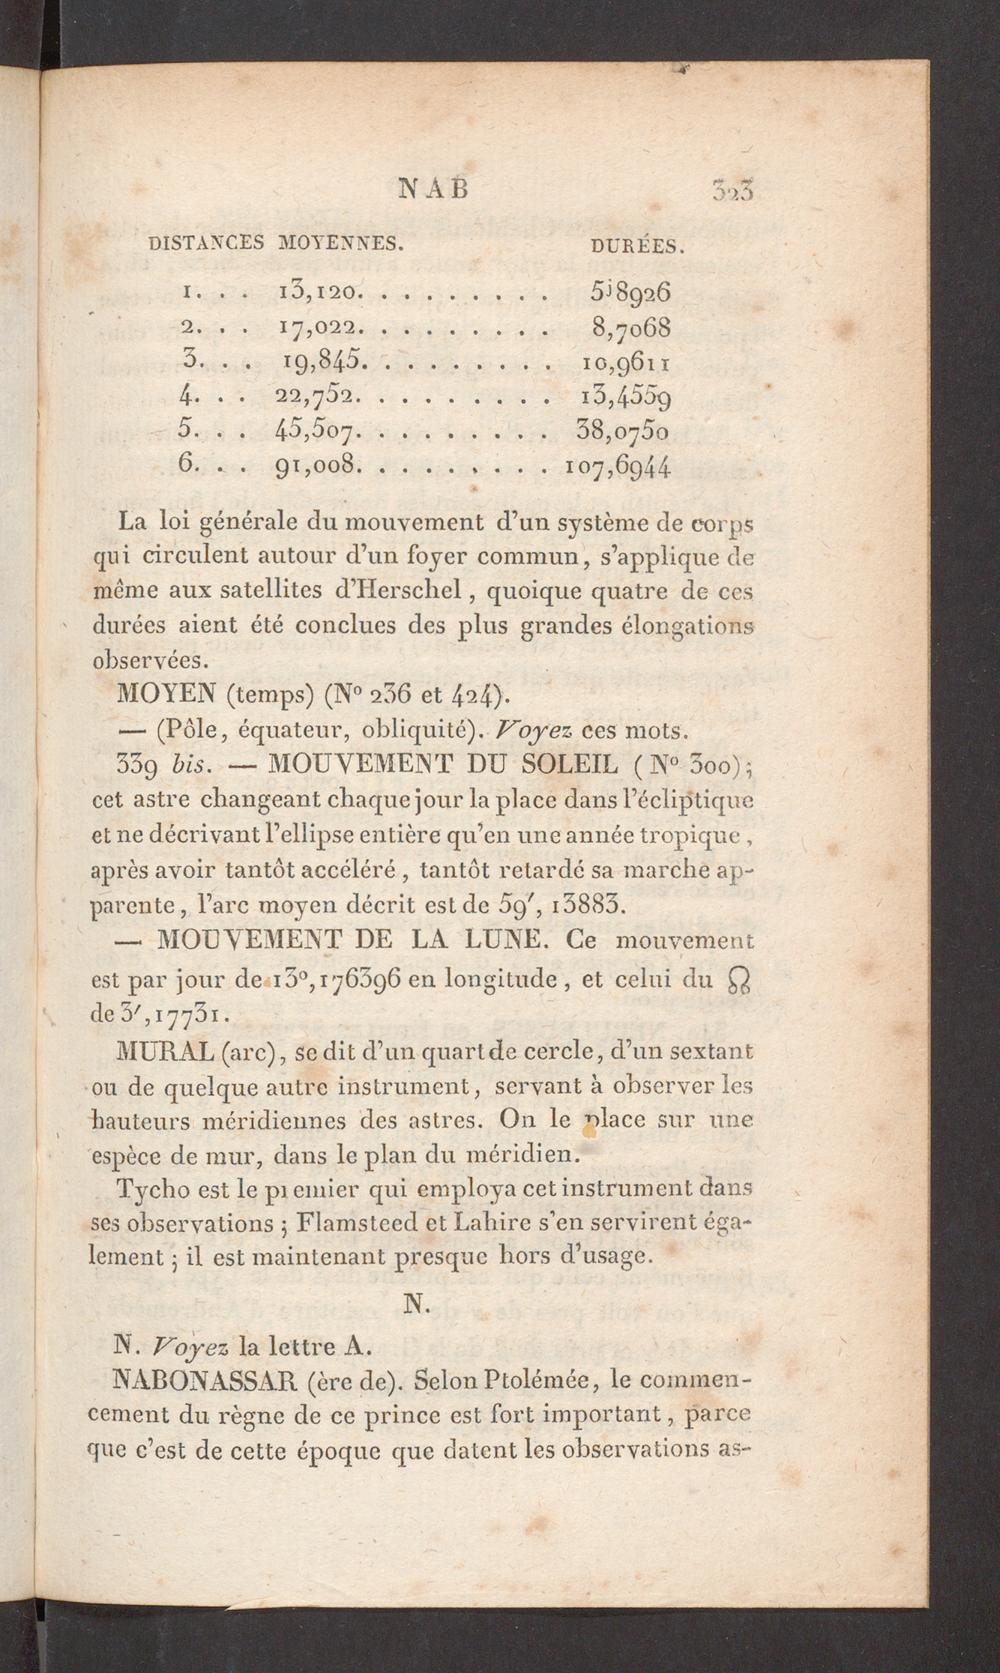 NAB 323
DISTANCES MOYENNES. DURÉES.
1. . . 13,120. . . . . . . . . 5j8926
2. . . 17,022. . . . . . . . . 8,7068
3. . . 19,845. . . . . . . . . 10,9611
4. . . 22,752. . . . . . . . . 13,4559
5. . . 45,507. . . . . . . . . 38,0750
6. . . 91,008. . . . . . . . . 107,6944
La loi générale du mouvement d'un système de corps
qui circulent autour d'un foyer commun, s'applique de
même aux satellites d'Herschel, quoique quatre de ces
durées aient été conclues des plus grandes élongations
observées.
MOYEN (temps) (Nº 236 et 424).
— (Pôle, équateur, obliquité). Voyez ces mots.
339 bis. — MOUVEMENT DU SOLEIL (Nº 300);
cet astre changeant chaque jour la place dans l'écliptique
et ne décrivant l'ellipse entière qu'en une année tropique,
après avoir tantôt accéléré, tantôt retardé sa marche ap-
parente, l'arc moyen décrit est de 59′, 13883.
— MOUVEMENT DE LA LUNE. Ce mouvement
est par jour de 13°,176396 en longitude, et celui du ☊
de 3′,17731.
MURAL (arc), se dit d'un quart de cercle, d'un sextant
ou de quelque autre instrument, servant à observer les
hauteurs méridiennes des astres. On le place sur une
espèce de mur, dans le plan du méridien.
Tycho est le premier qui employa cet instrument dans
ses observations; Flamsteed et Lahire s'en servirent éga-
lement; il est maintenant presque hors d'usage.
N.
N. Voyez la lettre A.
NABONASSAR (ère de). Selon Ptolémée, le commen-
cement du règne de ce prince est fort important, parce
que c'est de cette époque que datent les observations as-